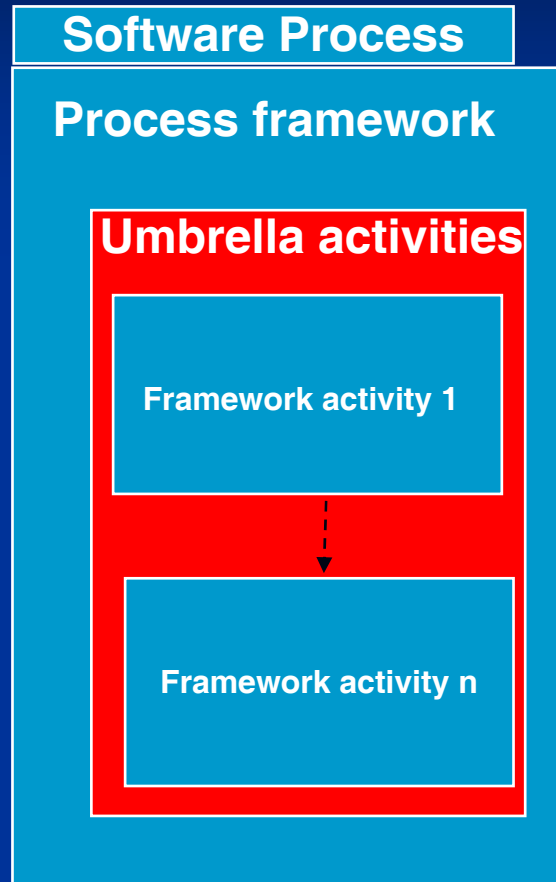 Software Process
Process framework
Umbrella activities
Framework activity 1
Framework activity n